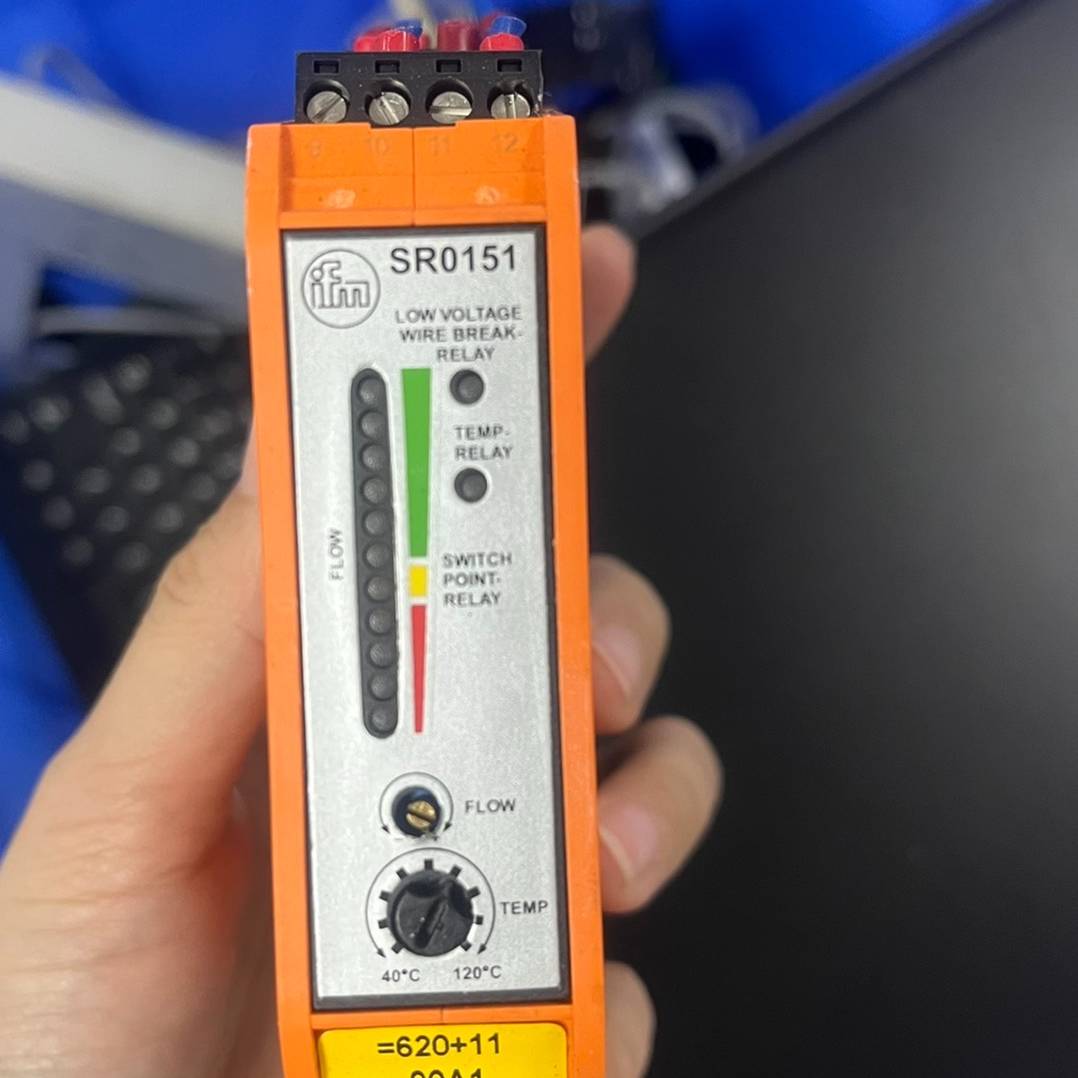 9 10 11 12
ifm
SR0151
LOW VOLTAGE
WIRE BREAK-
RELAY
TEMP-
RELAY
FLOW
SWITCH
POINT-
RELAY
FLOW
TEMP
40°C 120°C
=620+11